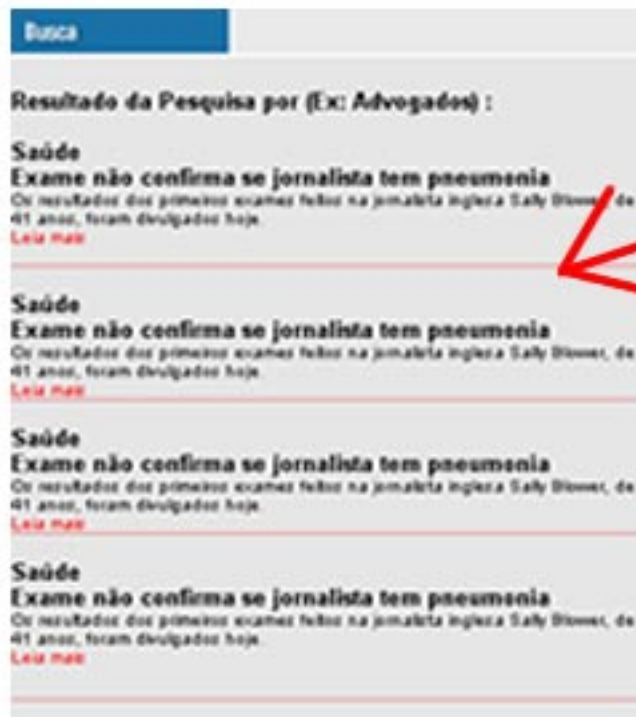 Busca
Resultado da Pesquisa por (Ex: Advogados) :
Saúde
Exame não confirma se jornalista tem pneumonia
Os resultados dos primeiros exames feitos na jornalista inglesa Sally Blower, de
41 anos, foram divulgados hoje.
Leia mais
Saúde
Exame não confirma se jornalista tem pneumonia
Os resultados dos primeiros exames feitos na jornalista inglesa Sally Blower, de
41 anos, foram divulgados hoje.
Leia mais
Saúde
Exame não confirma se jornalista tem pneumonia
Os resultados dos primeiros exames feitos na jornalista inglesa Sally Blower, de
41 anos, foram divulgados hoje.
Leia mais
Saúde
Exame não confirma se jornalista tem pneumonia
Os resultados dos primeiros exames feitos na jornalista inglesa Sally Blower, de
41 anos, foram divulgados hoje.
Leia mais